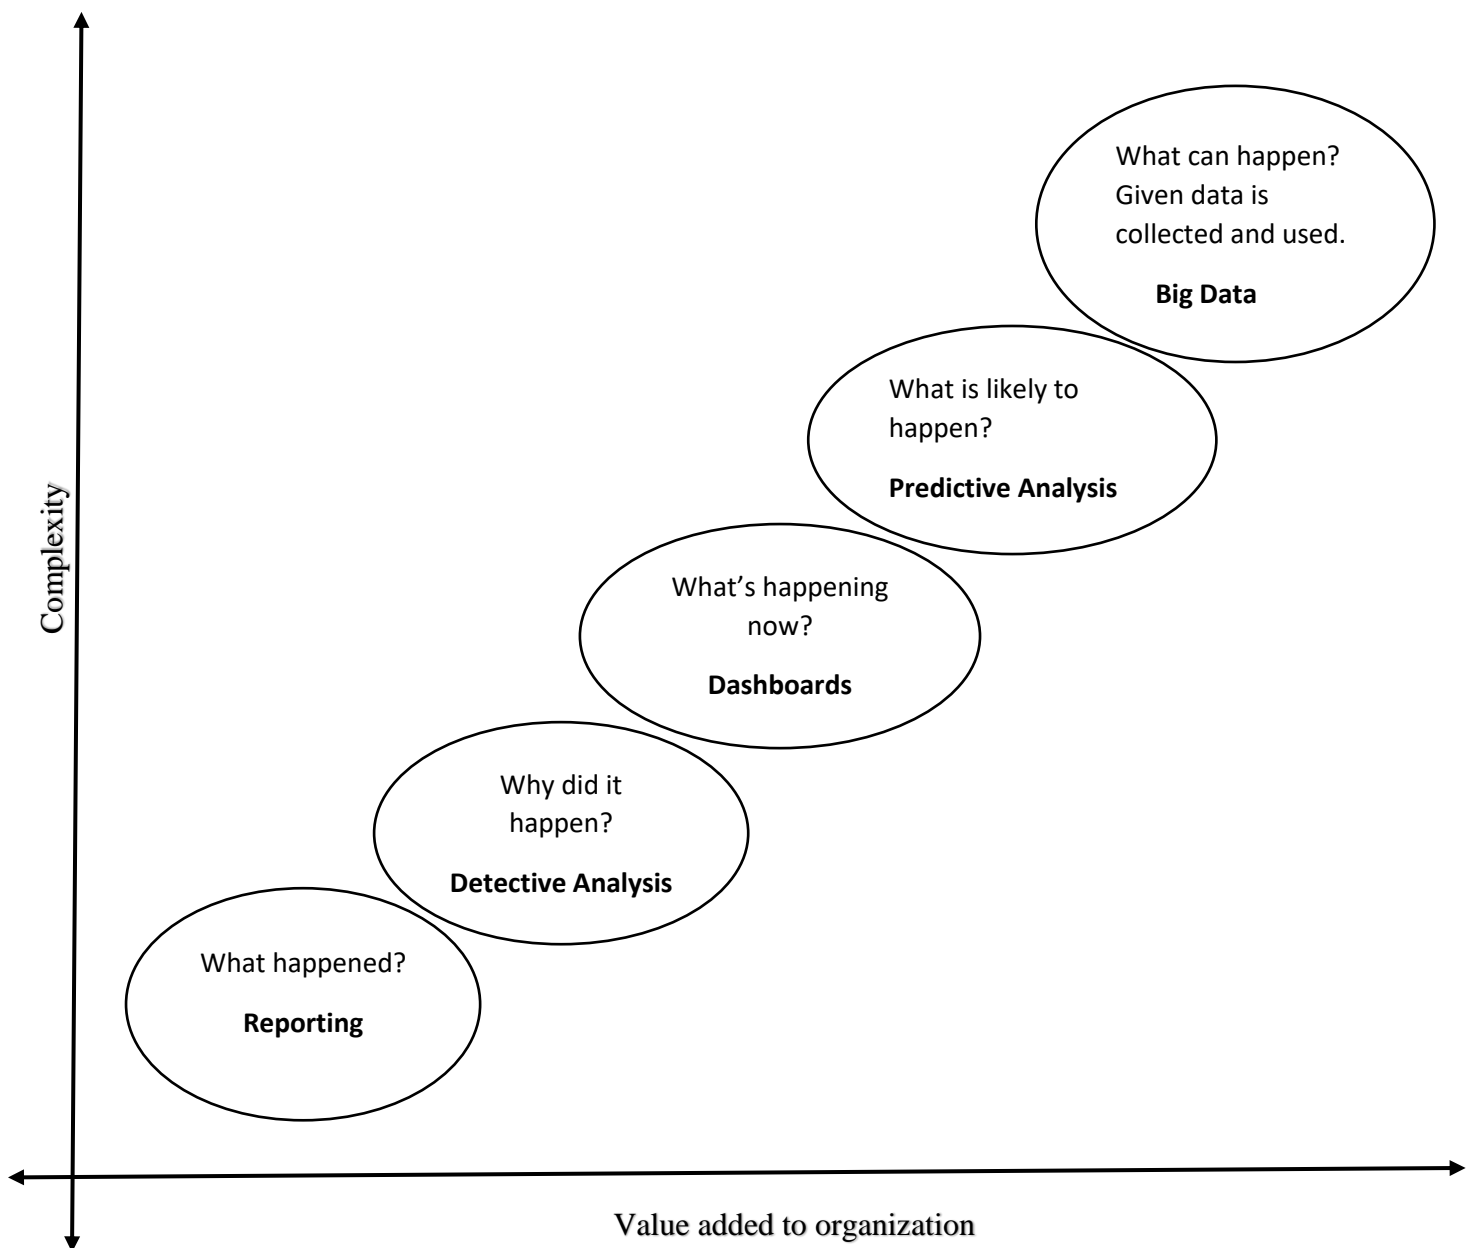 What can happen?
Given data is
collected and used.
Big Data
What is likely to
happen?
Predictive Analysis
What’s happening
now?
Dashboards
Why did it
happen?
Detective Analysis
What happened?
Reporting
Complexity
Value added to organization